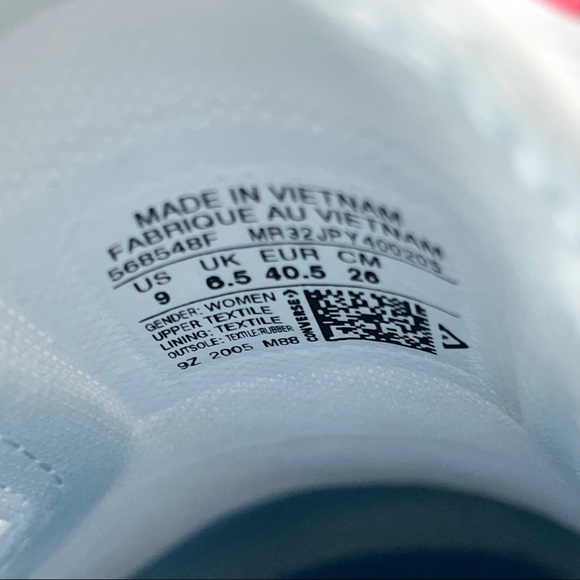 MADE IN VIETNAM
FABRIQUE AU VIETNAM
568548F MR32JPY400205
US UK EUR CM
9 6.5 40.5 26
GENDER: WOMEN
UPPER TEXTILE
LINING: TEXTILE
OUTSOLE: TEXTILE/RUBBER
9Z 2005 M88
CONVERSE
V